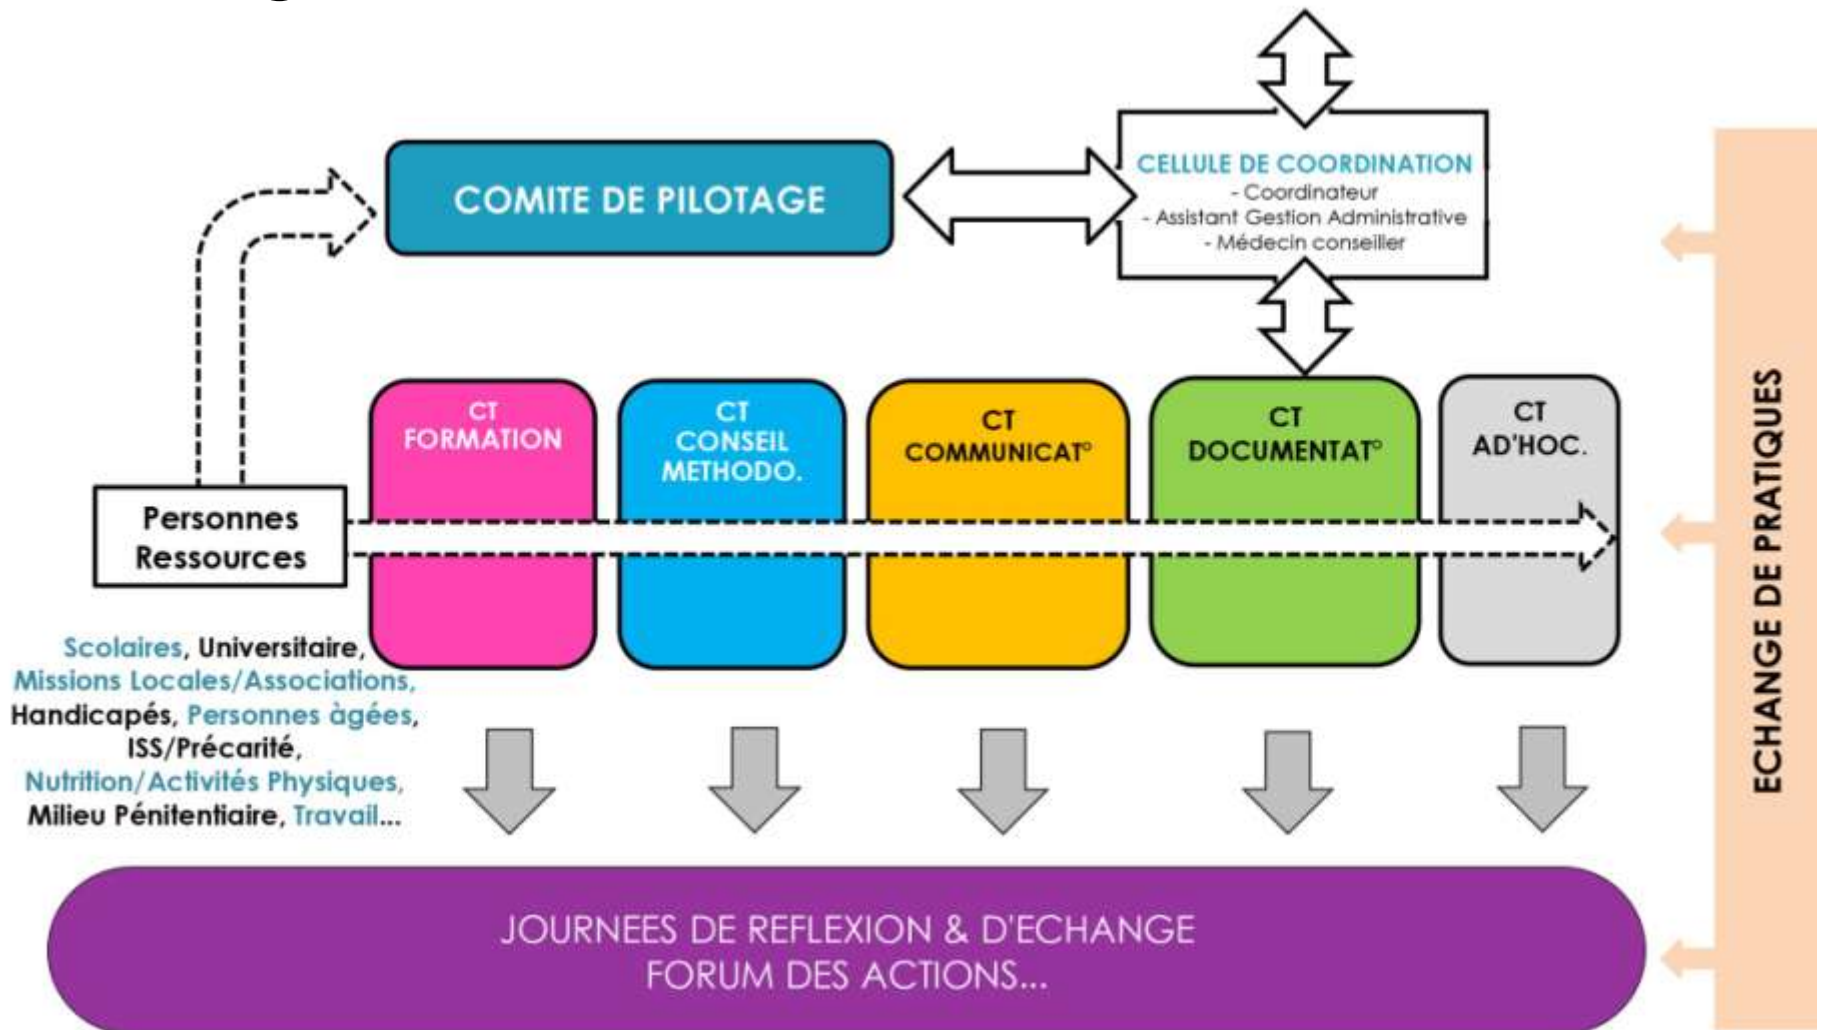 COMITE DE PILOTAGE
CELLULE DE COORDINATION
- Coordinateur
- Assistant Gestion Administrative
- Médecin conseiller
CT
FORMATION
CT
CONSEIL
METHODO.
CT
COMMUNICAT°
CT
DOCUMENTAT°
CT
AD'HOC.
Personnes
Ressources
Scolaires, Universitaire,
Missions Locales/Associations,
Handicapés, Personnes àgées,
ISS/Précarité,
Nutrition/Activités Physiques,
Milieu Pénitentiaire, Travail...
JOURNEES DE REFLEXION & D'ECHANGE
FORUM DES ACTIONS...
ECHANGE DE PRATIQUES